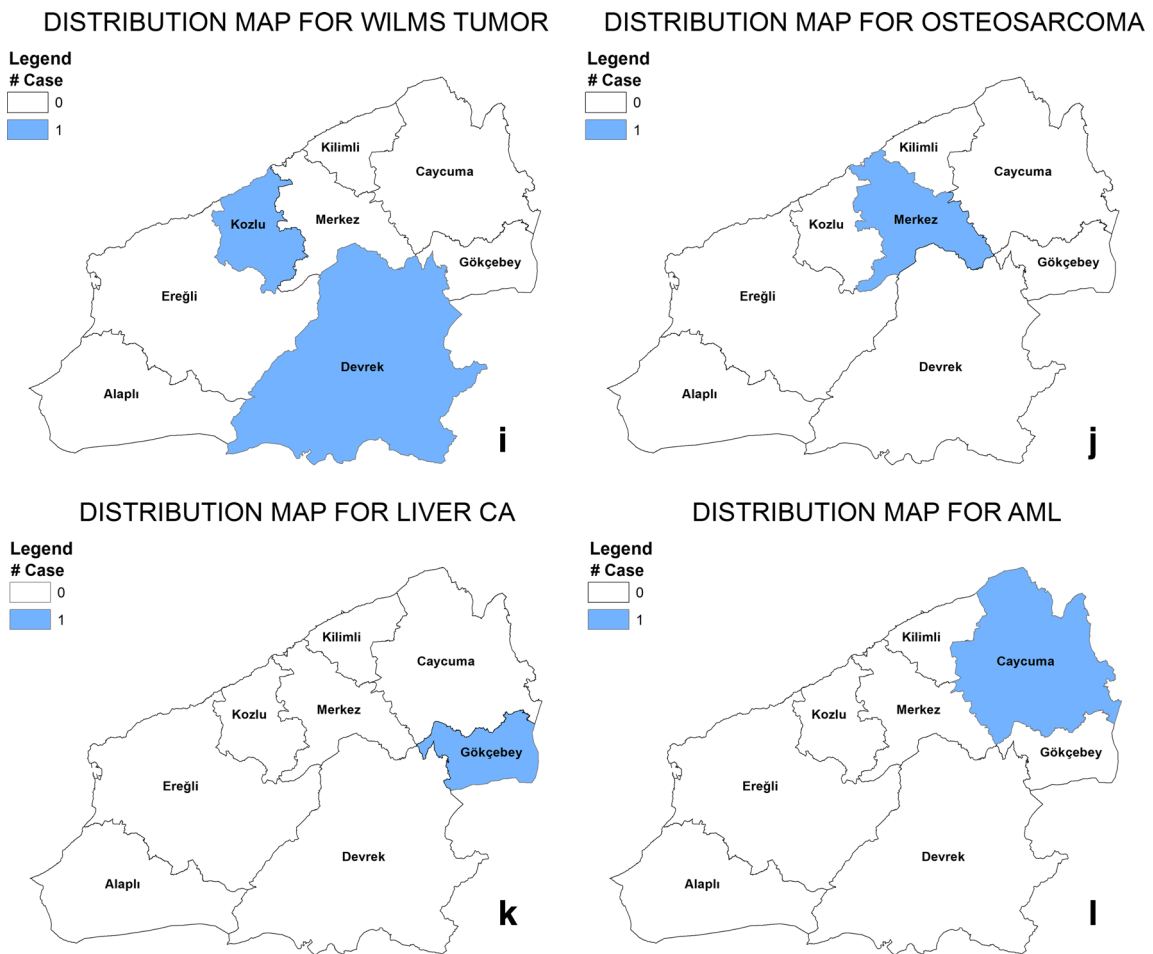 DISTRIBUTION MAP FOR WILMS TUMOR
Legend
# Case
0
1
Kilimli
Caycuma
Kozlu
Merkez
Gökçebey
Ereğli
Devrek
Alaplı
i
DISTRIBUTION MAP FOR OSTEOSARCOMA
Legend
# Case
0
1
Kilimli
Caycuma
Kozlu
Merkez
Gökçebey
Ereğli
Devrek
Alaplı
j
DISTRIBUTION MAP FOR LIVER CA
Legend
# Case
0
1
Kilimli
Caycuma
Kozlu
Merkez
Gökçebey
Ereğli
Devrek
Alaplı
k
DISTRIBUTION MAP FOR AML
Legend
# Case
0
1
Kilimli
Caycuma
Kozlu
Merkez
Gökçebey
Ereğli
Devrek
Alaplı
l